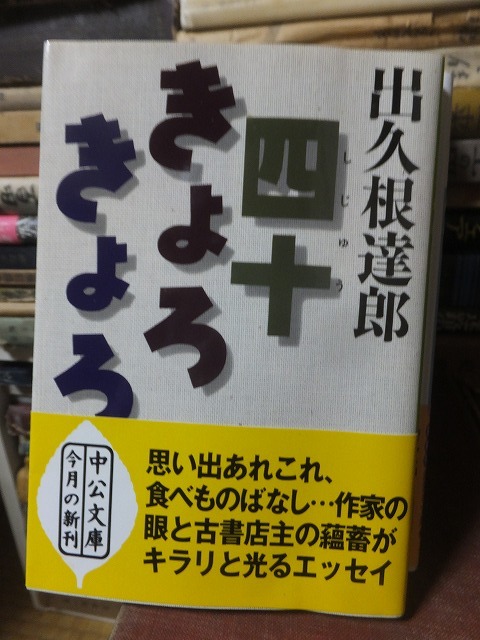 出久根達郎
四十
しじゅう
きょろ
きょろ
中公文庫
今月の新刊
思い出あれこれ、
食べものばなし…作家の
眼と古書店主の蘊蓄が
キラリと光るエッセイ